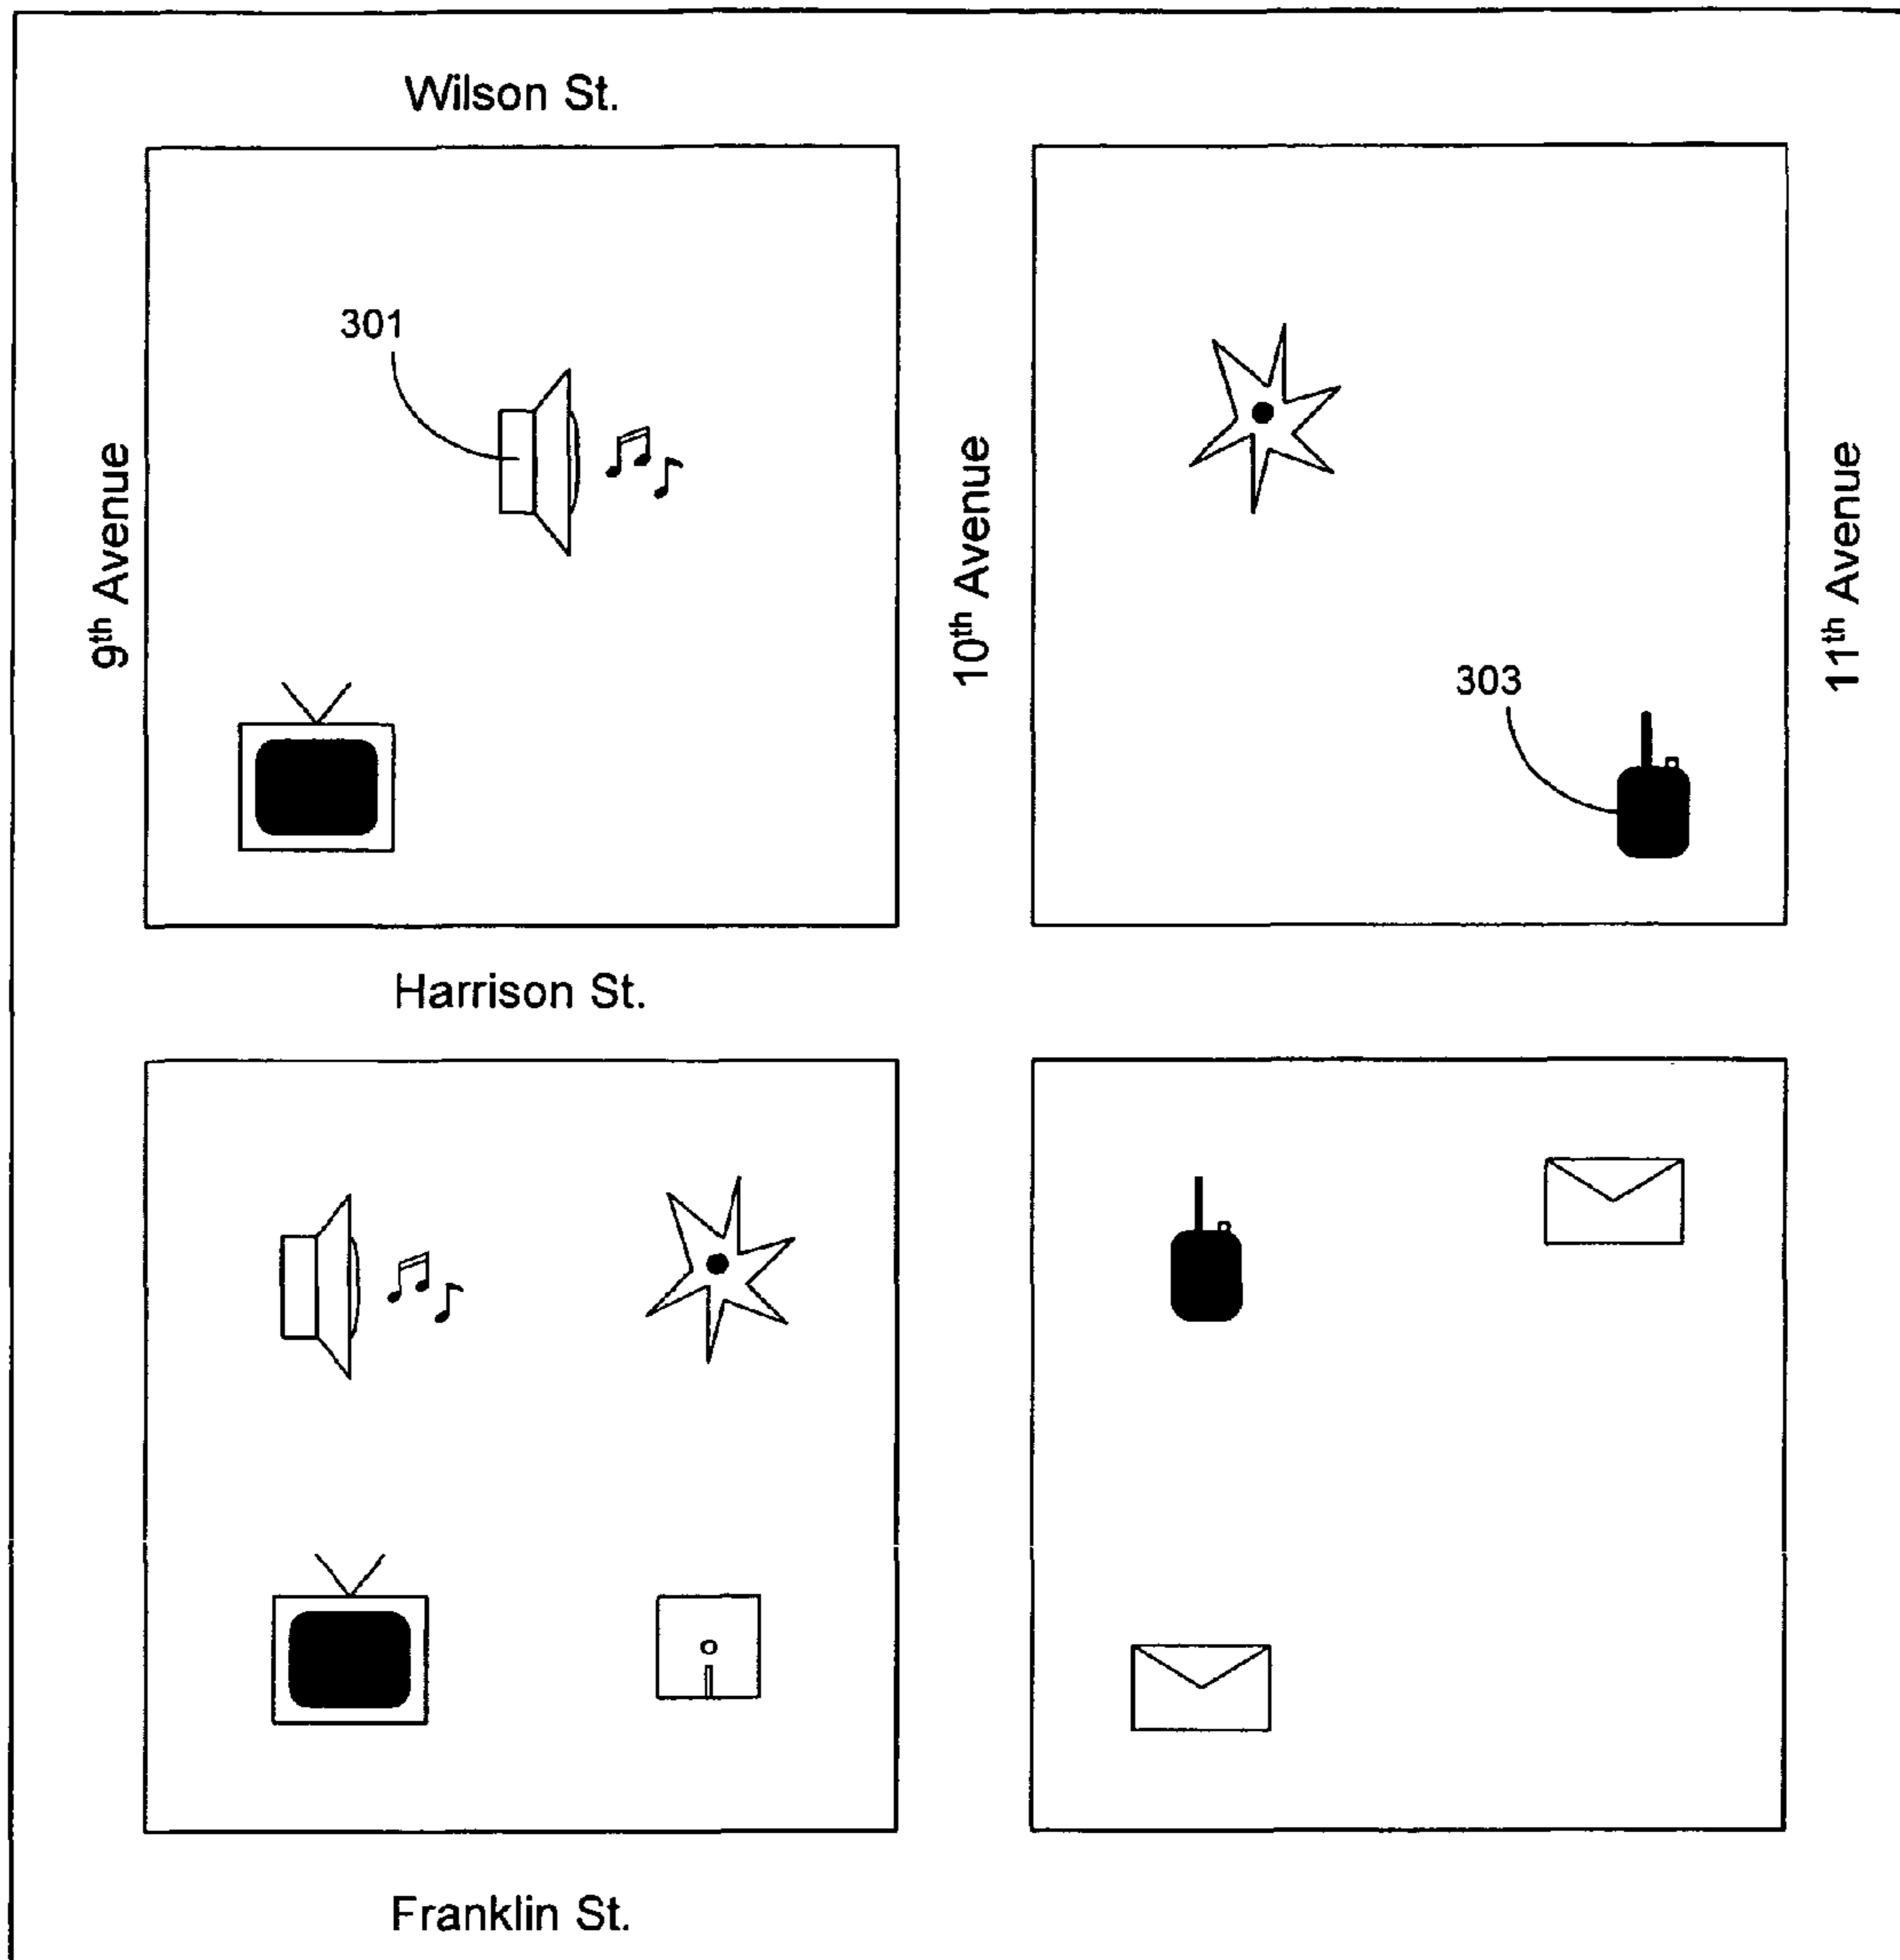 Wilson St.
301
9th Avenue
10th Avenue
11th Avenue
303
Harrison St.
Franklin St.